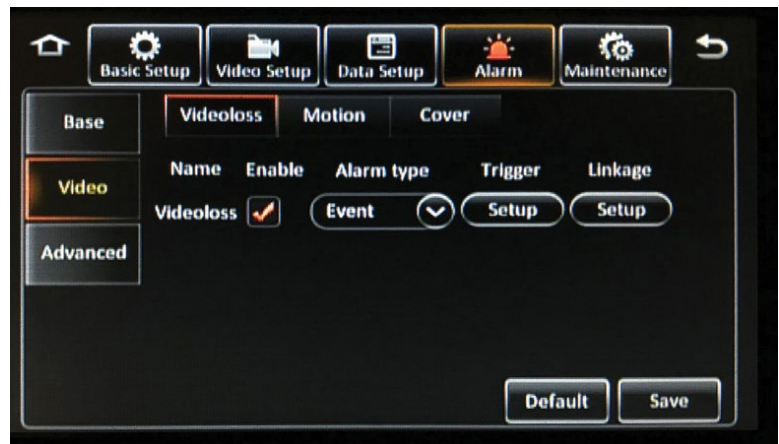 Basic Setup Video Setup Data Setup Alarm Maintenance
Base Videoloss Motion Cover
Name Enable Alarm type Trigger Linkage
Video
Videoloss Event Setup Setup
Advanced
Default Save